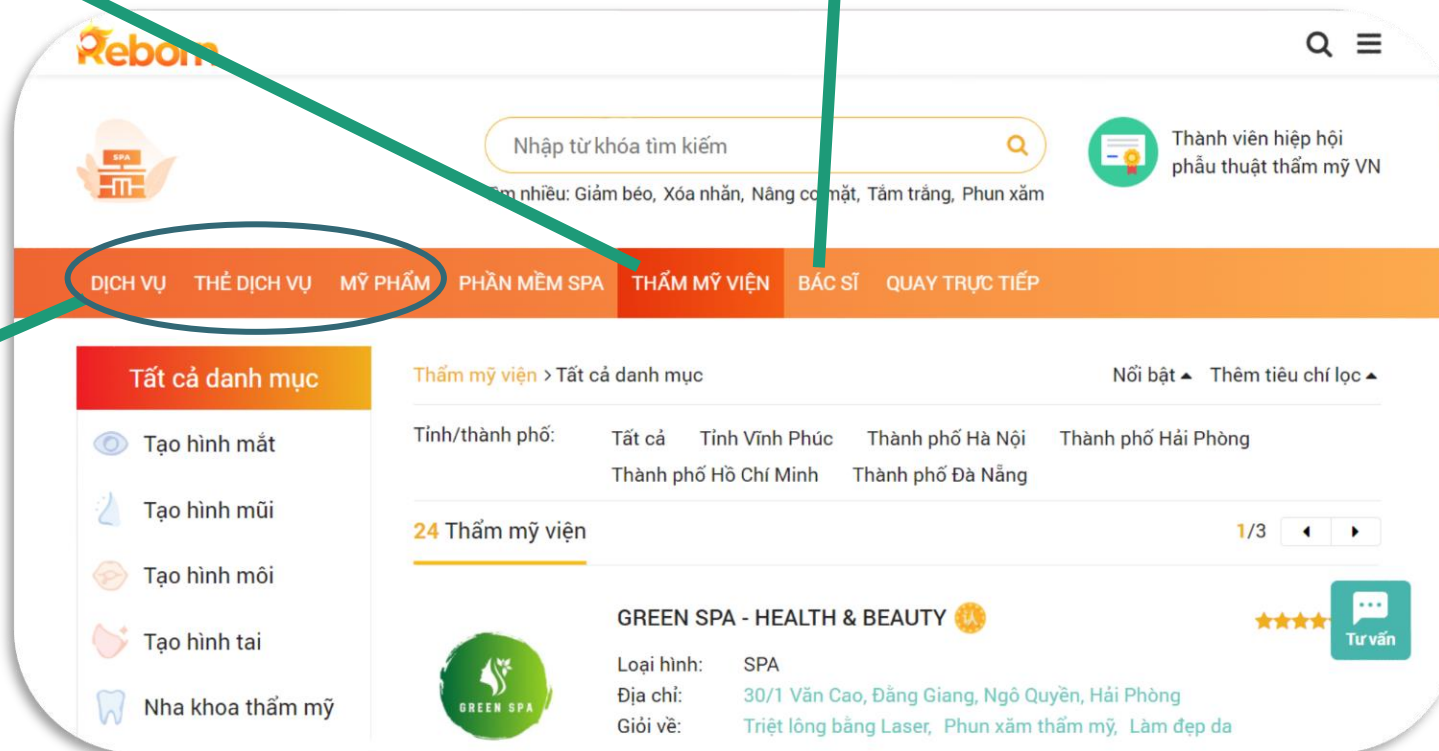 Reborn
Nhập từ khóa tìm kiếm
nhiều: Giảm béo, Xóa nhăn, Nâng cơ mặt, Tắm trắng, Phun xăm
Thành viên hiệp hội
phẫu thuật thẩm mỹ VN
SPA
DỊCH VỤ THẺ DỊCH VỤ MỸ PHẨM PHẦN MỀM SPA THẨM MỸ VIỆN BÁC SĨ QUAY TRỰC TIẾP
Tất cả danh mục
Tạo hình mắt
Tạo hình mũi
Tạo hình môi
Tạo hình tai
Nha khoa thẩm mỹ
Thẩm mỹ viện > Tất cả danh mục
Nổi bật Thêm tiêu chí lọc
Tỉnh/thành phố: Tất cả Tỉnh Vĩnh Phúc Thành phố Hà Nội Thành phố Hải Phòng
Thành phố Hồ Chí Minh Thành phố Đà Nẵng
24 Thẩm mỹ viện
1/3
GREEN SPA
GREEN SPA - HEALTH & BEAUTY
Loại hình: SPA
Địa chỉ: 30/1 Văn Cao, Đằng Giang, Ngô Quyền, Hải Phòng
Giỏi về: Triệt lông bằng Laser, Phun xăm thẩm mỹ, Làm đẹp da
Tư vấn